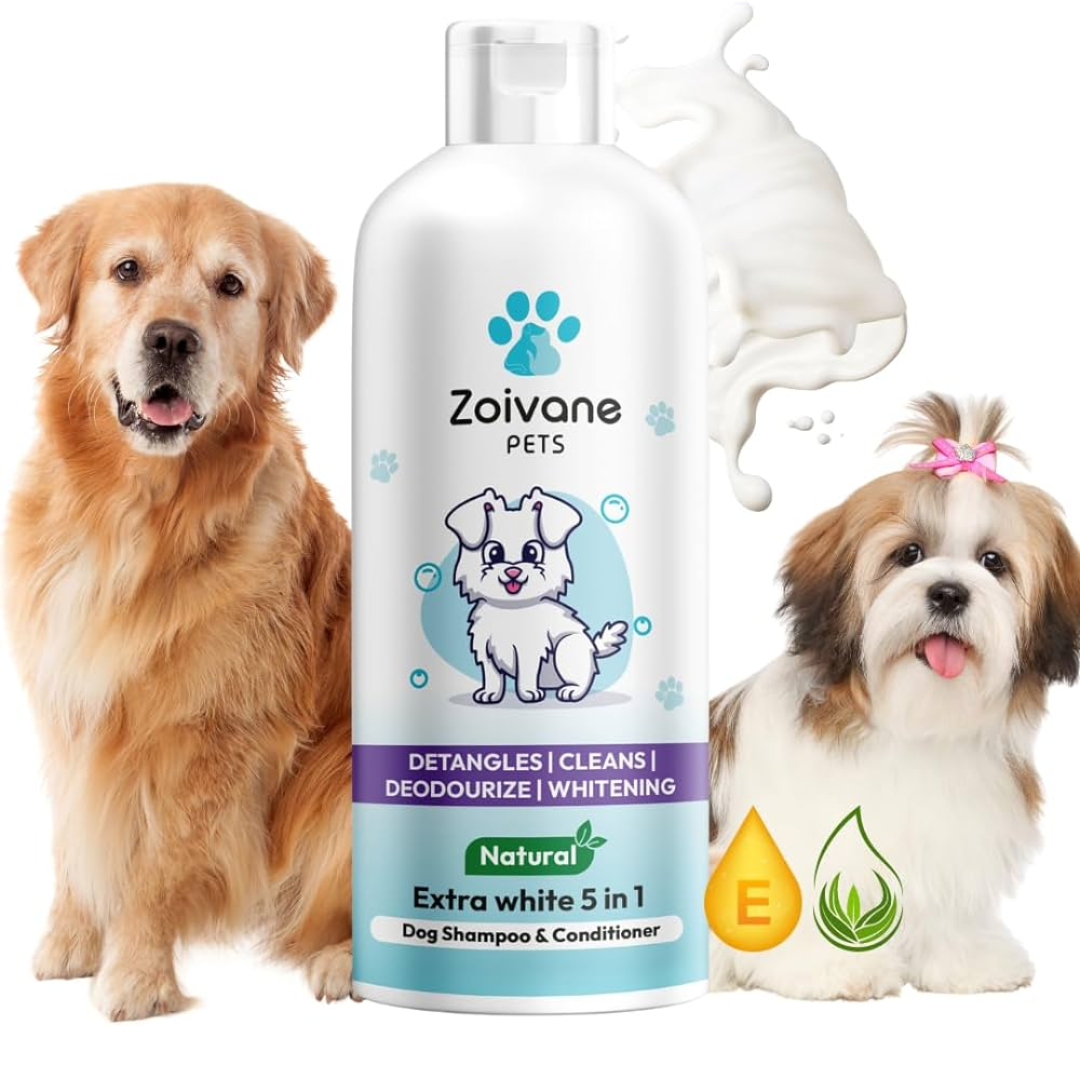 Zoivane
PETS
DETANGLES | CLEANS |
DEODOURIZE | WHITENING
Natural
Extra white 5 in 1
Dog Shampoo & Conditioner
E